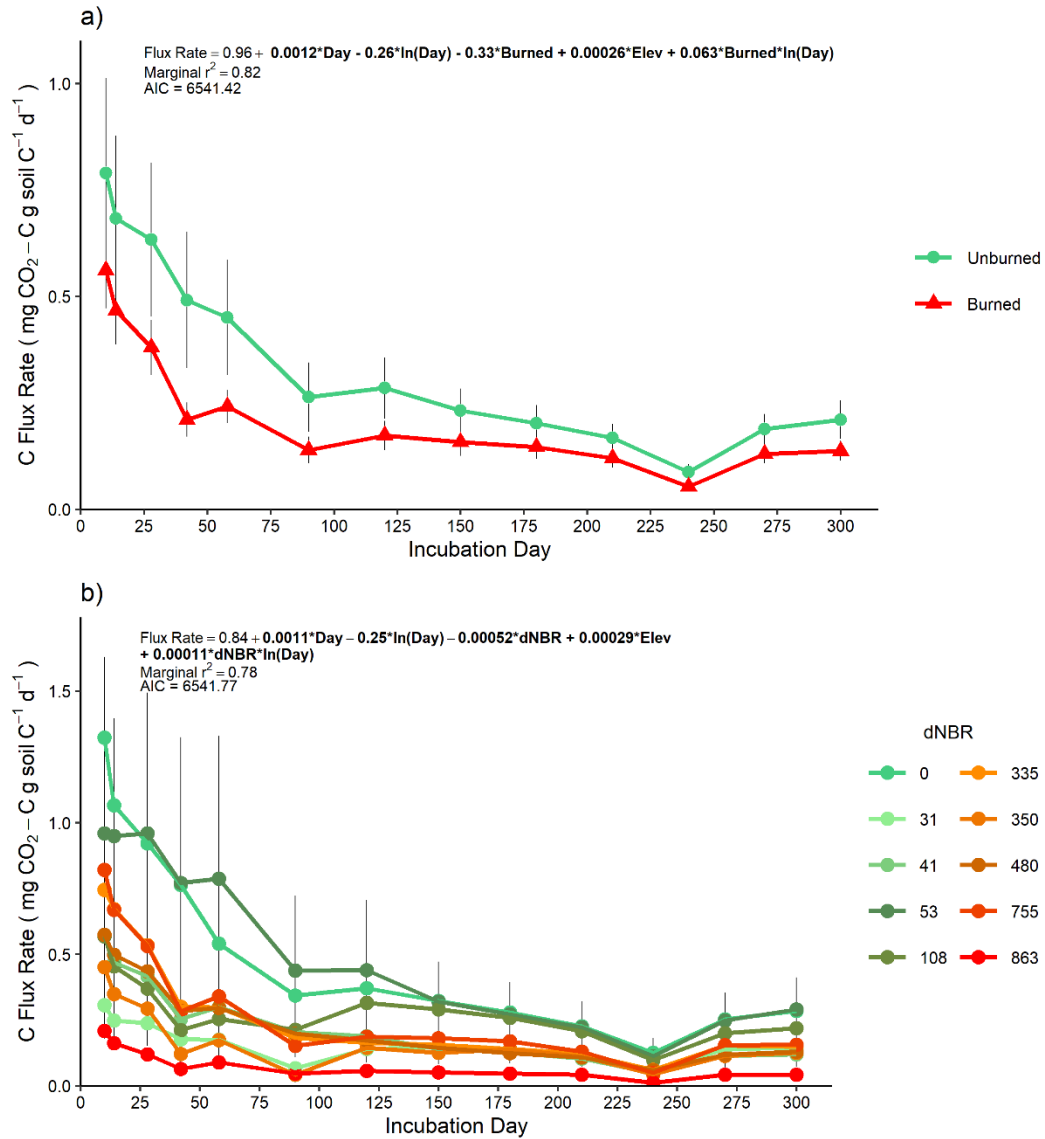 a)
Flux Rate = 0.96 + 0.0012*Day - 0.26*ln(Day) - 0.33*Burned + 0.00026*Elev + 0.063*Burned*ln(Day)
Marginal r² = 0.82
AIC = 6541.42
C Flux Rate ( mg CO₂ − C g soil C⁻¹ d⁻¹ )
1.0
0.5
0.0
0 25 50 75 100 125 150 175 200 225 250 275 300
Incubation Day
Unburned
Burned
b)
Flux Rate = 0.84 + 0.0011*Day − 0.25*ln(Day) − 0.00052*dNBR + 0.00029*Elev
+ 0.00011*dNBR*ln(Day)
Marginal r² = 0.78
AIC = 6541.77
C Flux Rate ( mg CO₂ − C g soil C⁻¹ d⁻¹ )
1.5
1.0
0.5
0.0
0 25 50 75 100 125 150 175 200 225 250 275 300
Incubation Day
dNBR
0 335
31 350
41 480
53 755
108 863